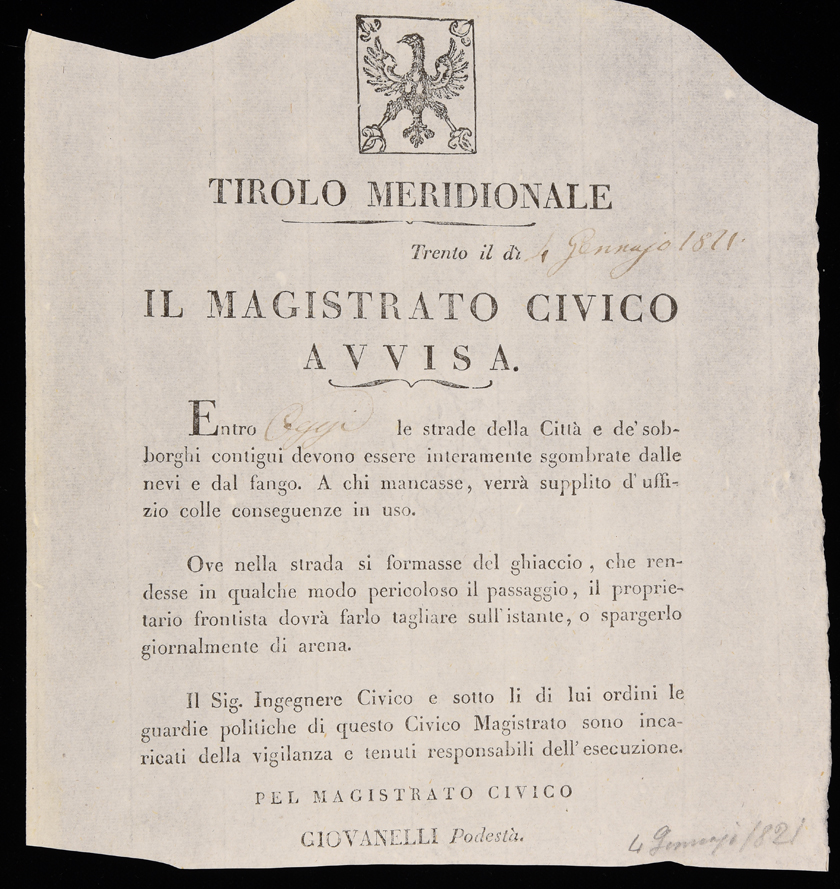 TIROLO MERIDIONALE
Trento il dì 4 Gennajo 1821.
IL MAGISTRATO CIVICO
AVVISA.
Entro Oggi le strade della Città e de' sob-
borghi contigui devono essere interamente sgombrate dalle
nevi e dal fango. A chi mancasse, verrà supplito d' uffi-
zio colle conseguenze in uso.
Ove nella strada si formasse del ghiaccio, che ren-
desse in qualche modo pericoloso il passaggio, il proprie-
tario frontista dovrà farlo tagliare sull' istante, o spargerlo
giornalmente di arena.
Il Sig. Ingegnere Civico e sotto li di lui ordini le
guardie politiche di questo Civico Magistrato sono inca-
ricati della vigilanza e tenuti responsabili dell' esecuzione.
PEL MAGISTRATO CIVICO
GIOVANELLI Podestà.
4 Gennajo 1821